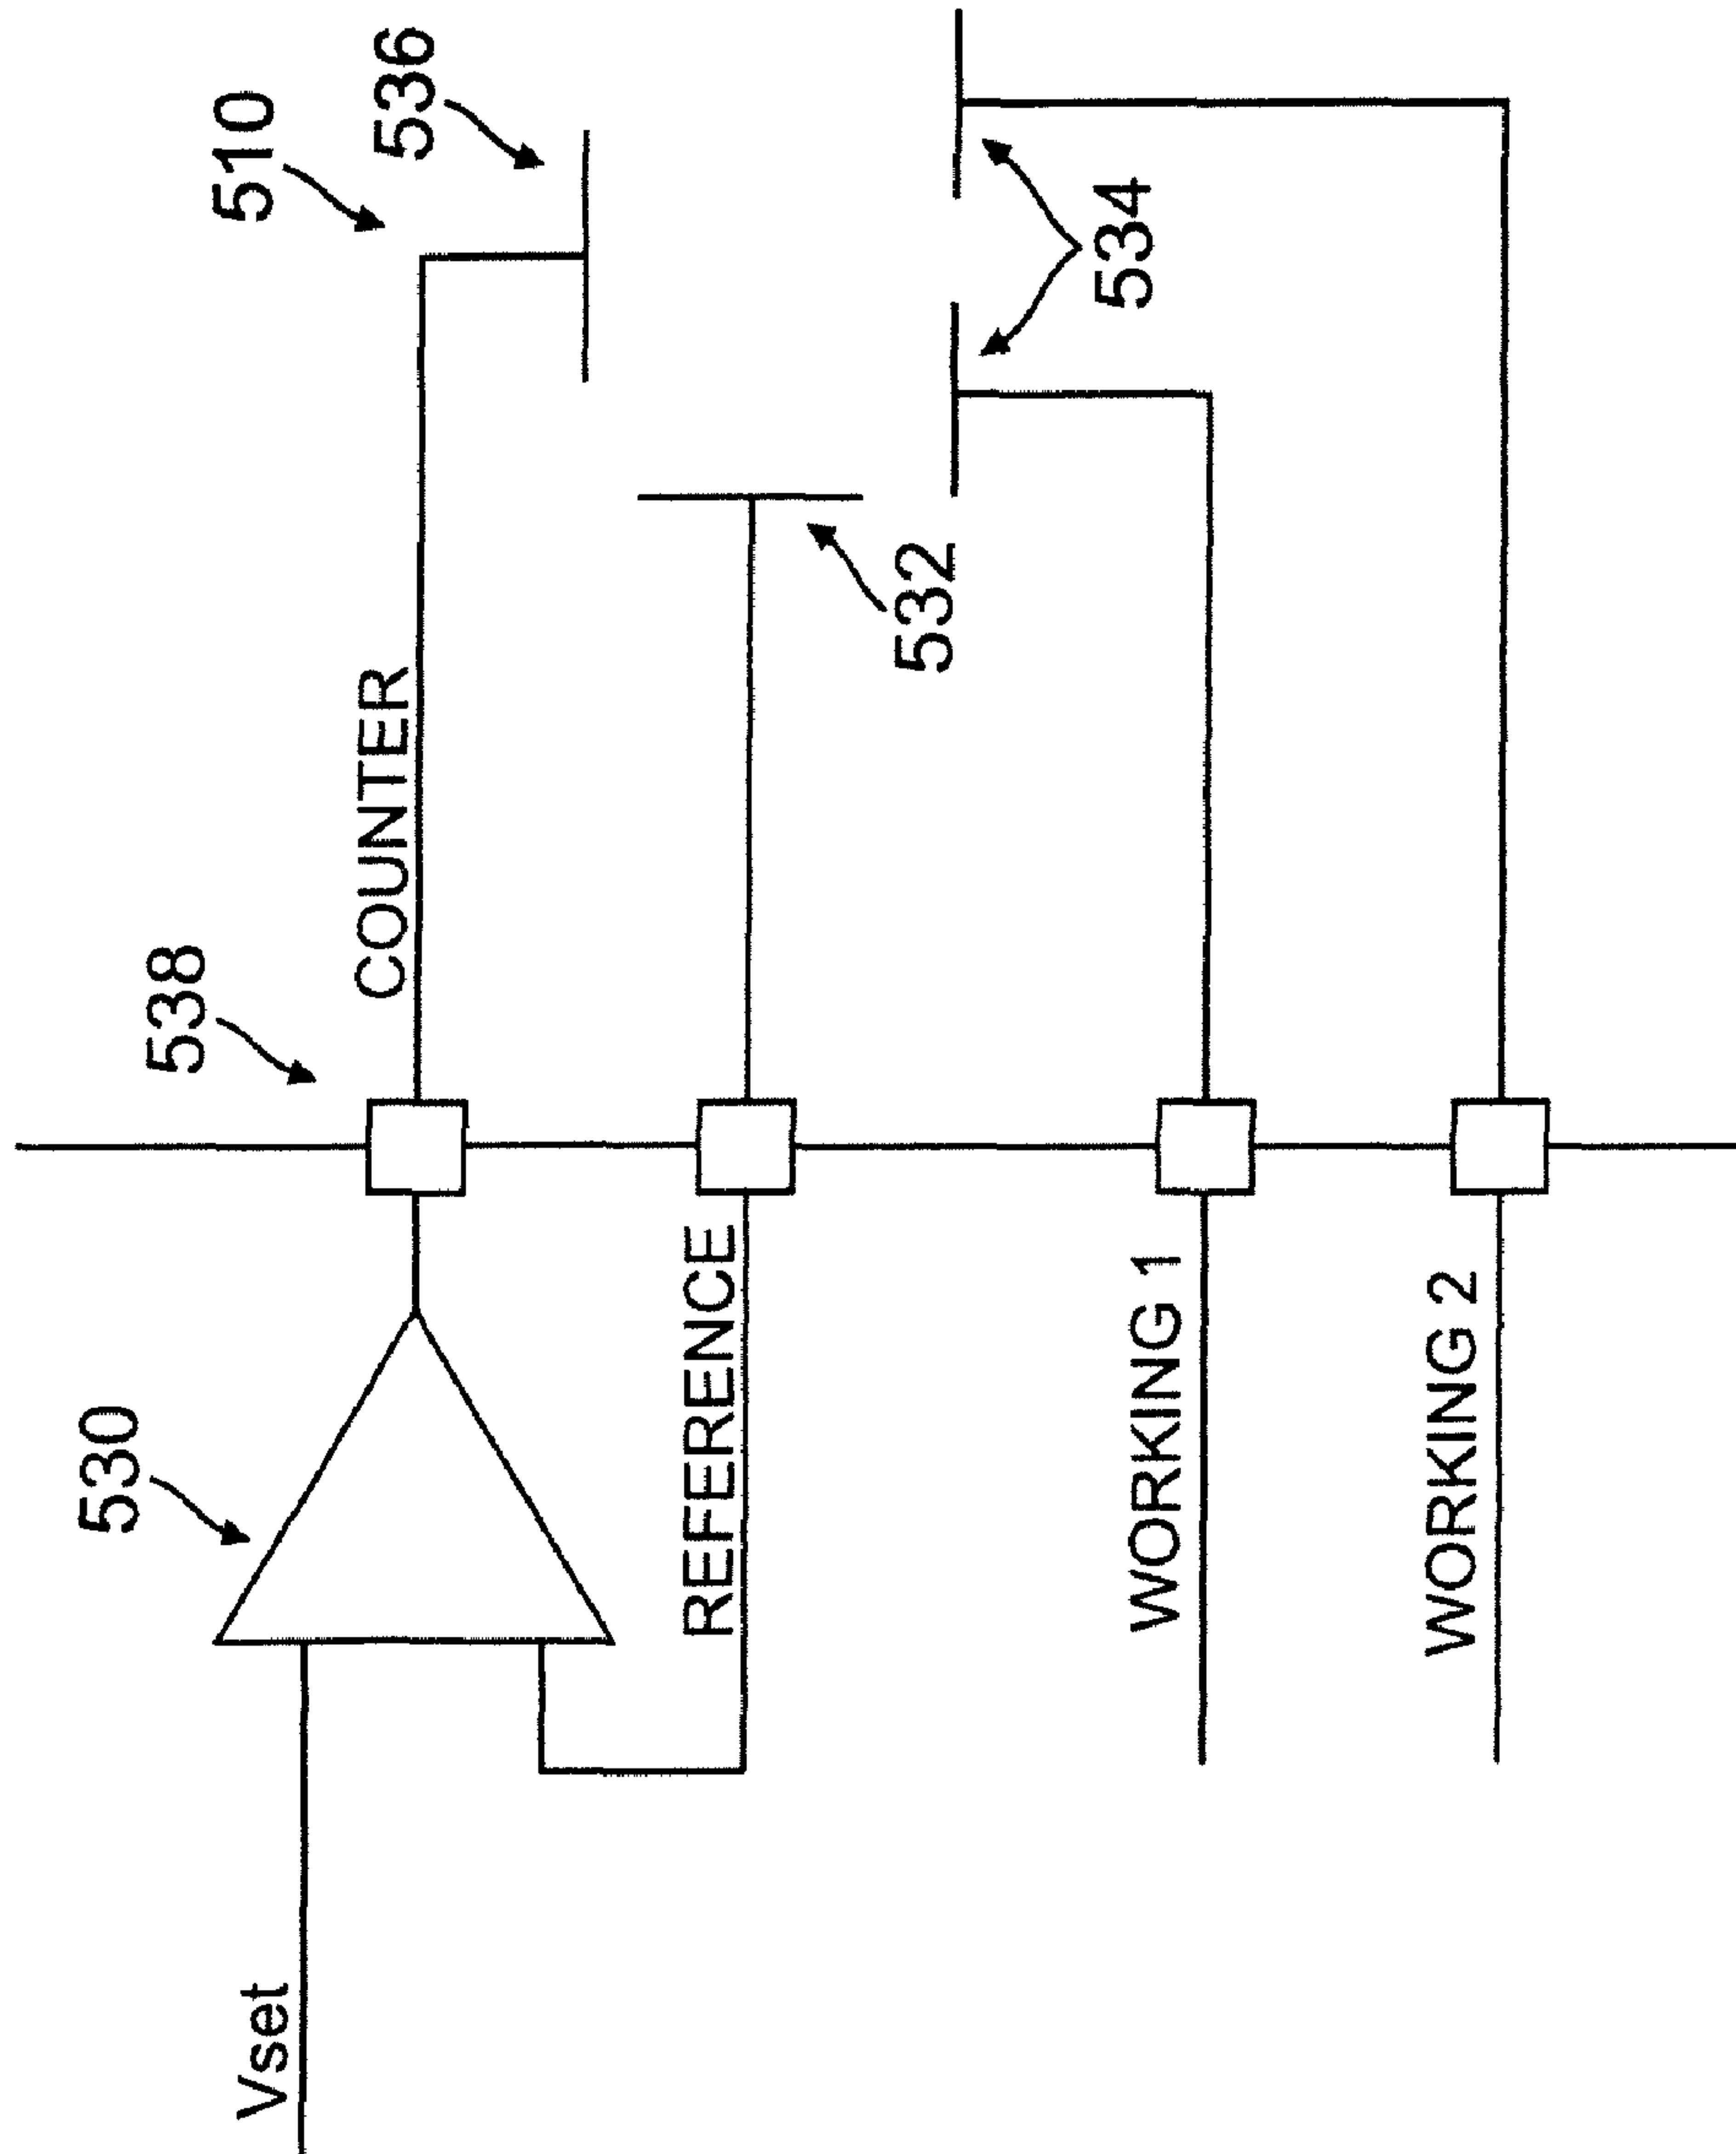 510
536
538
COUNTER
530
534
532
REFERENCE
Vset
WORKING 1
WORKING 2